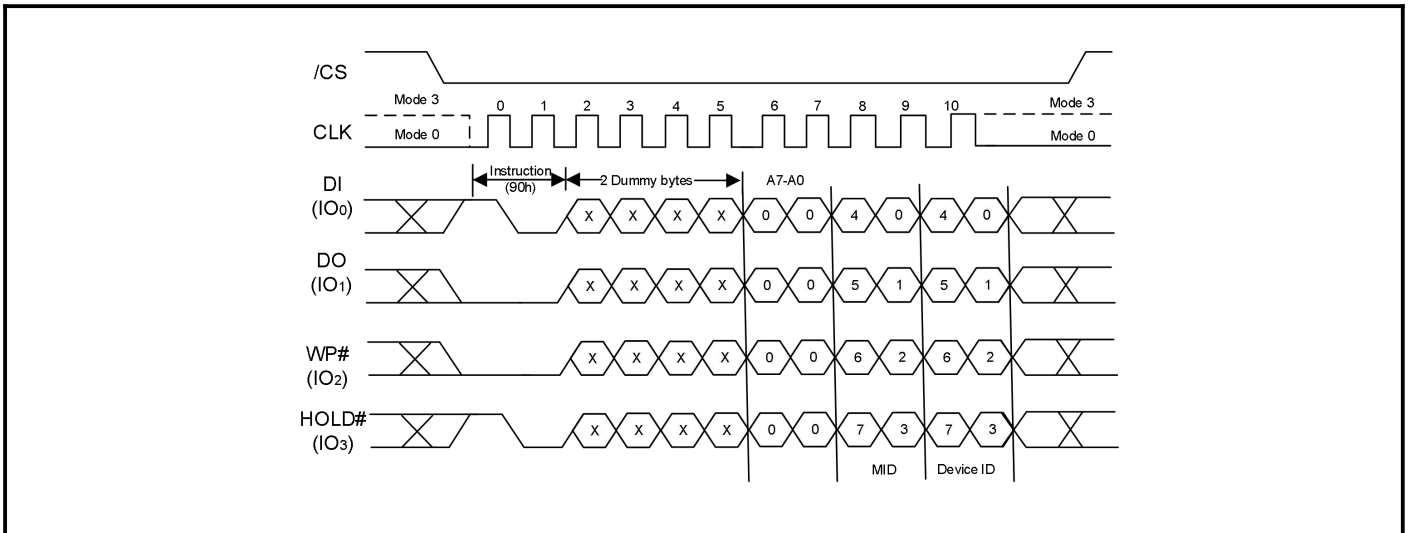 /CS
Mode 3
Mode 3
CLK
Mode 0
0 1 2 3 4 5 6 7 8 9 10
Mode 0
Instruction
(90h)
2 Dummy bytes
A7-A0
DI
(IO0)
X X X X 0 0 4 0 4 0
DO
(IO1)
X X X X 0 0 5 1 5 1
WP#
(IO2)
X X X X 0 0 6 2 6 2
HOLD#
(IO3)
X X X X 0 0 7 3 7 3
MID
Device ID